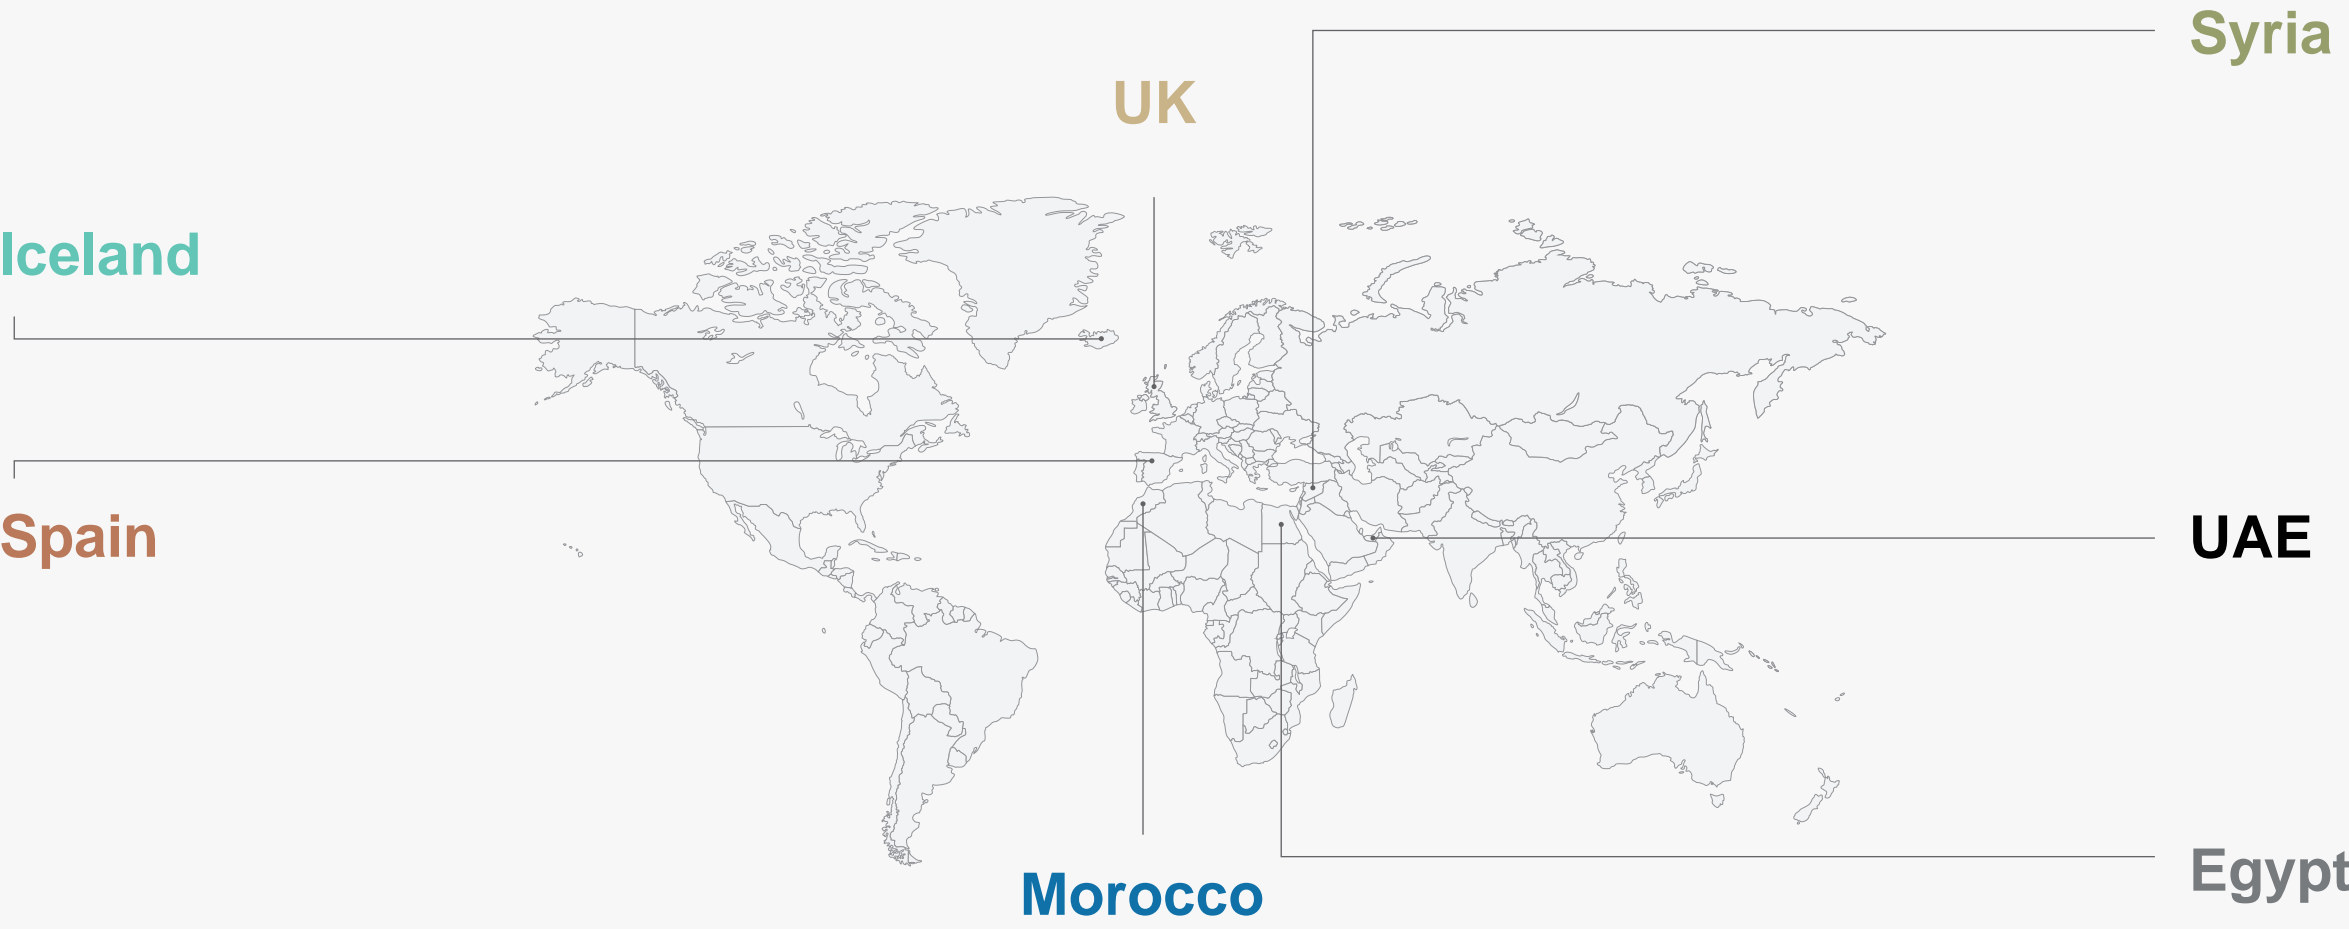 Syria
UK
Iceland
Spain
UAE
Egypt
Morocco